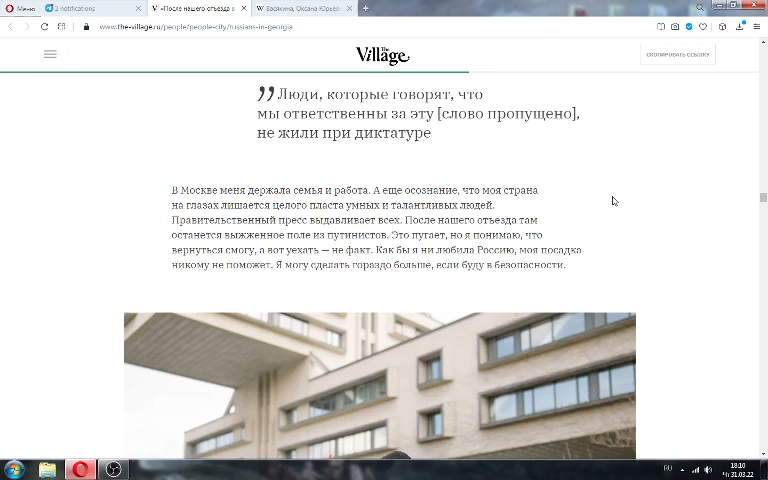 Меню
2 notifications
«После нашего отъезда в
Васякина, Оксана Юрьев
www.the-village.ru/people/people-city/russians-in-georgia
The Village
СКОПИРОВАТЬ ССЫЛКУ
Люди, которые говорят, что
мы ответственны за эту [слово пропущено],
не жили при диктатуре
В Москве меня держала семья и работа. А еще осознание, что моя страна
на глазах лишается целого пласта умных и талантливых людей.
Правительственный пресс выдавливает всех. После нашего отъезда там
останется выжженное поле из путинистов. Это пугает, но я понимаю, что
вернуться смогу, а вот уехать — не факт. Как бы я ни любила Россию, моя посадка
никому не поможет. Я могу сделать гораздо больше, если буду в безопасности.
RU
18:10
Чт 31.03.22